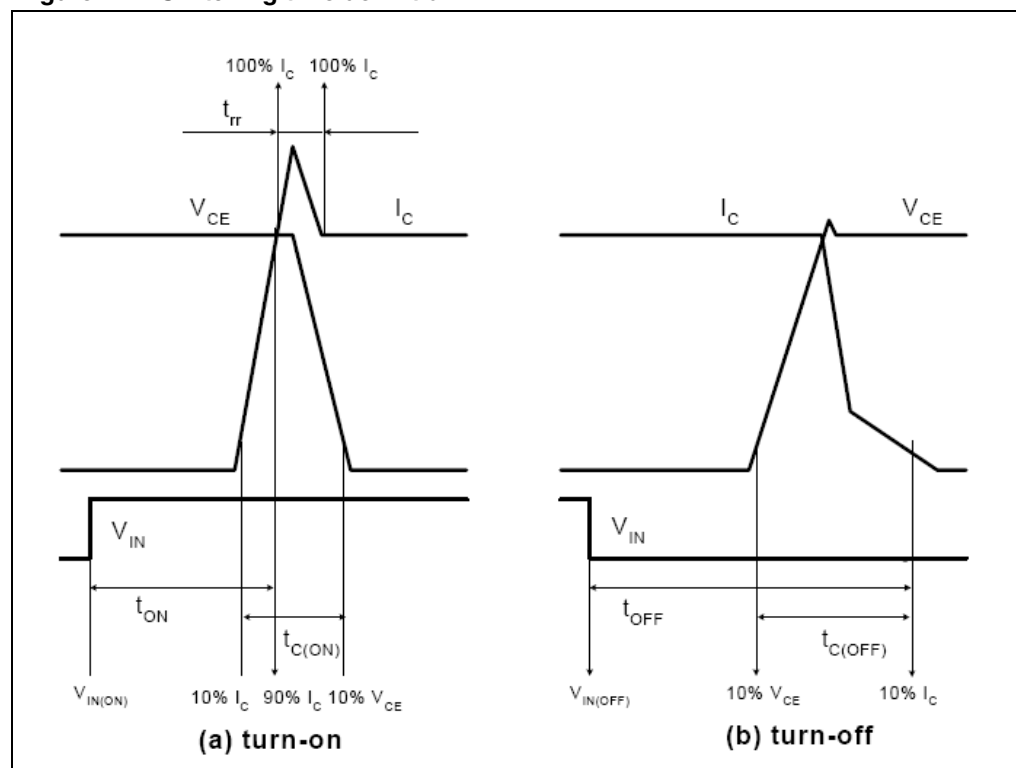 100% I_C 100% I_C
t_rr
V_CE I_C
I_C V_CE
V_IN
V_IN
t_ON
t_OFF
t_C(ON)
t_C(OFF)
V_IN(ON) 10% I_C 90% I_C 10% V_CE
V_IN(OFF) 10% V_CE 10% I_C
(a) turn-on
(b) turn-off